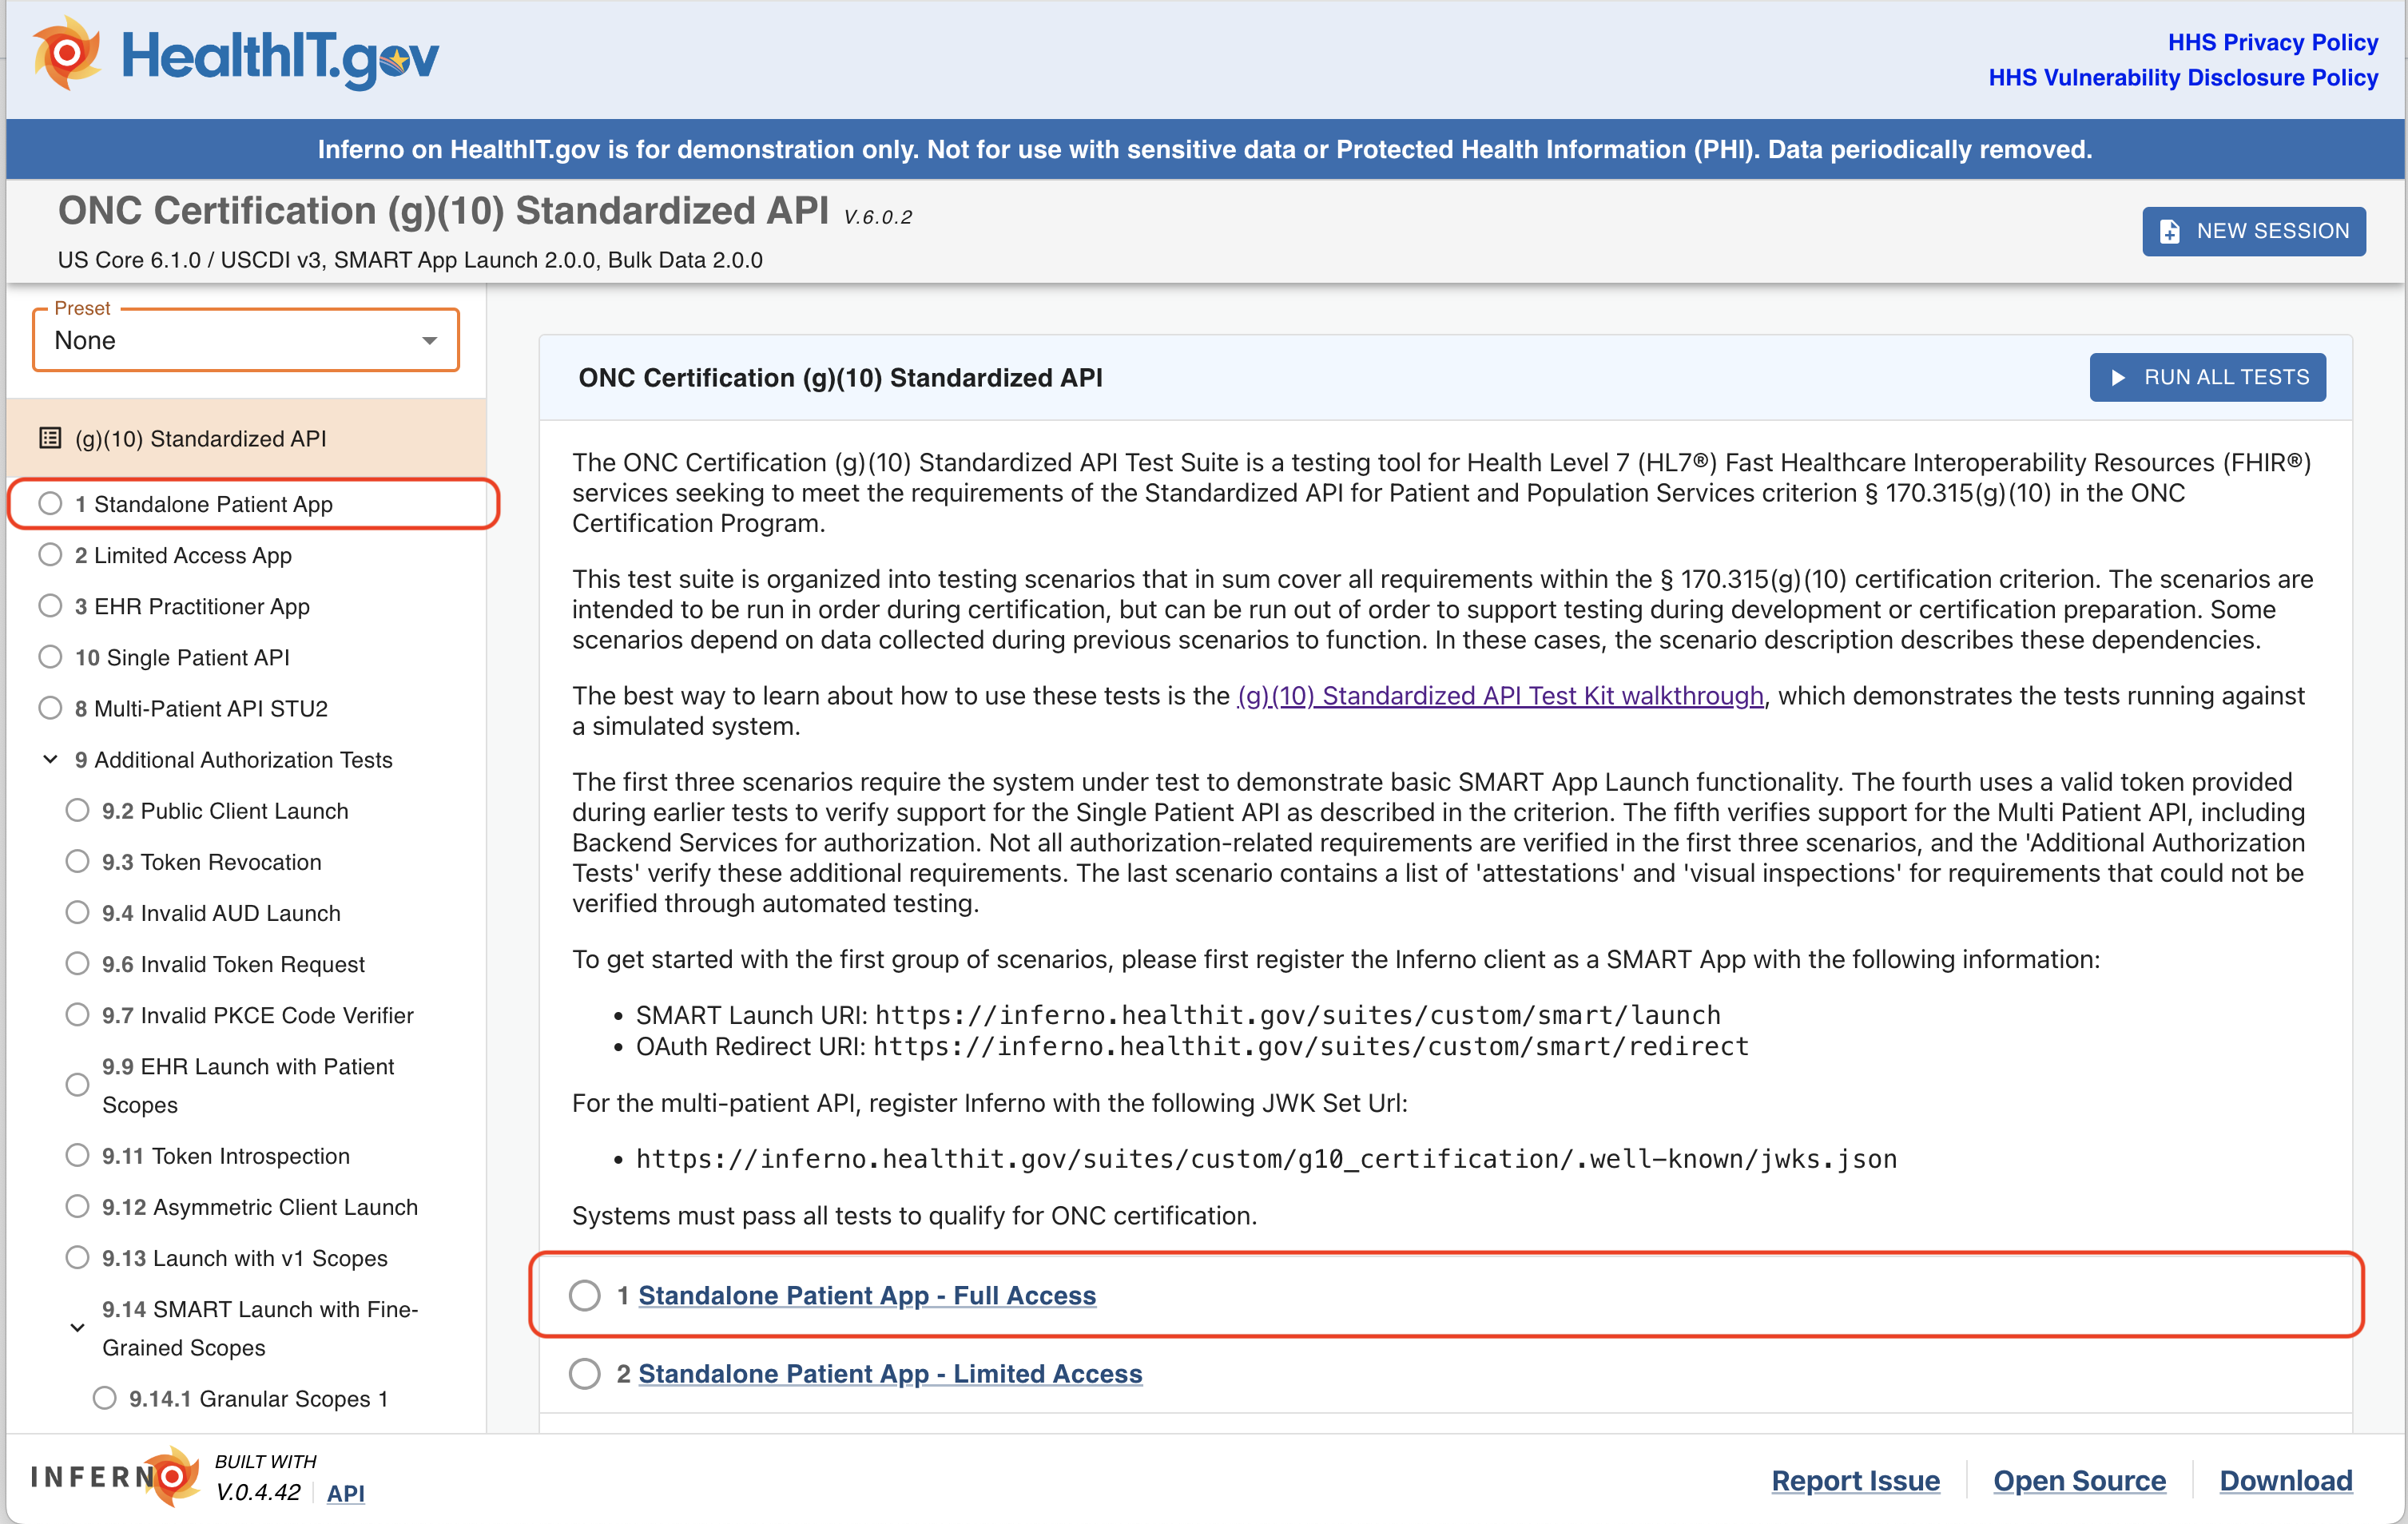 HealthIT.gov
HHS Privacy Policy
HHS Vulnerability Disclosure Policy
Inferno on HealthIT.gov is for demonstration only. Not for use with sensitive data or Protected Health Information (PHI). Data periodically removed.
ONC Certification (g)(10) Standardized API V.6.0.2
US Core 6.1.0 / USCDI v3, SMART App Launch 2.0.0, Bulk Data 2.0.0
NEW SESSION
Preset
None
(g)(10) Standardized API
1 Standalone Patient App
2 Limited Access App
3 EHR Practitioner App
10 Single Patient API
8 Multi-Patient API STU2
9 Additional Authorization Tests
9.2 Public Client Launch
9.3 Token Revocation
9.4 Invalid AUD Launch
9.6 Invalid Token Request
9.7 Invalid PKCE Code Verifier
9.9 EHR Launch with Patient
Scopes
9.11 Token Introspection
9.12 Asymmetric Client Launch
9.13 Launch with v1 Scopes
9.14 SMART Launch with Fine-
Grained Scopes
9.14.1 Granular Scopes 1
ONC Certification (g)(10) Standardized API
RUN ALL TESTS
The ONC Certification (g)(10) Standardized API Test Suite is a testing tool for Health Level 7 (HL7®) Fast Healthcare Interoperability Resources (FHIR®)
services seeking to meet the requirements of the Standardized API for Patient and Population Services criterion § 170.315(g)(10) in the ONC
Certification Program.
This test suite is organized into testing scenarios that in sum cover all requirements within the § 170.315(g)(10) certification criterion. The scenarios are
intended to be run in order during certification, but can be run out of order to support testing during development or certification preparation. Some
scenarios depend on data collected during previous scenarios to function. In these cases, the scenario description describes these dependencies.
The best way to learn about how to use these tests is the (g)(10) Standardized API Test Kit walkthrough, which demonstrates the tests running against
a simulated system.
The first three scenarios require the system under test to demonstrate basic SMART App Launch functionality. The fourth uses a valid token provided
during earlier tests to verify support for the Single Patient API as described in the criterion. The fifth verifies support for the Multi Patient API, including
Backend Services for authorization. Not all authorization-related requirements are verified in the first three scenarios, and the 'Additional Authorization
Tests' verify these additional requirements. The last scenario contains a list of 'attestations' and 'visual inspections' for requirements that could not be
verified through automated testing.
To get started with the first group of scenarios, please first register the Inferno client as a SMART App with the following information:
• SMART Launch URI: https://inferno.healthit.gov/suites/custom/smart/launch
• OAuth Redirect URI: https://inferno.healthit.gov/suites/custom/smart/redirect
For the multi-patient API, register Inferno with the following JWK Set Url:
• https://inferno.healthit.gov/suites/custom/g10_certification/.well-known/jwks.json
Systems must pass all tests to qualify for ONC certification.
1 Standalone Patient App - Full Access
2 Standalone Patient App - Limited Access
INFERNO
BUILT WITH
V.0.4.42
API
Report Issue
Open Source
Download